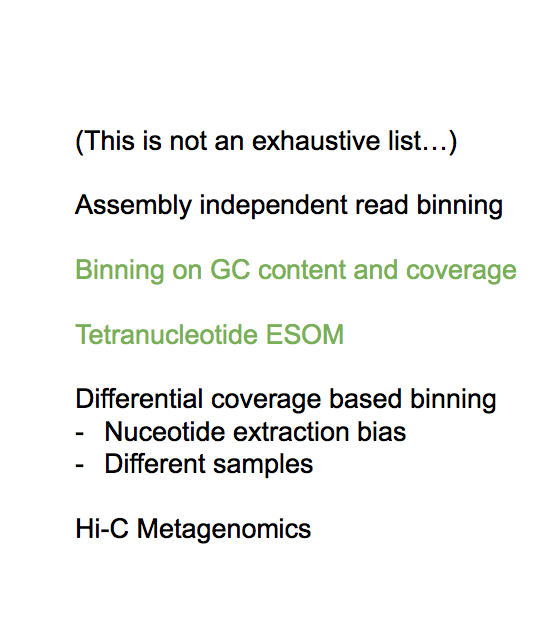 (This is not an exhaustive list…)
Assembly independent read binning
Binning on GC content and coverage
Tetranucleotide ESOM
Differential coverage based binning
- Nuceotide extraction bias
- Different samples
Hi-C Metagenomics